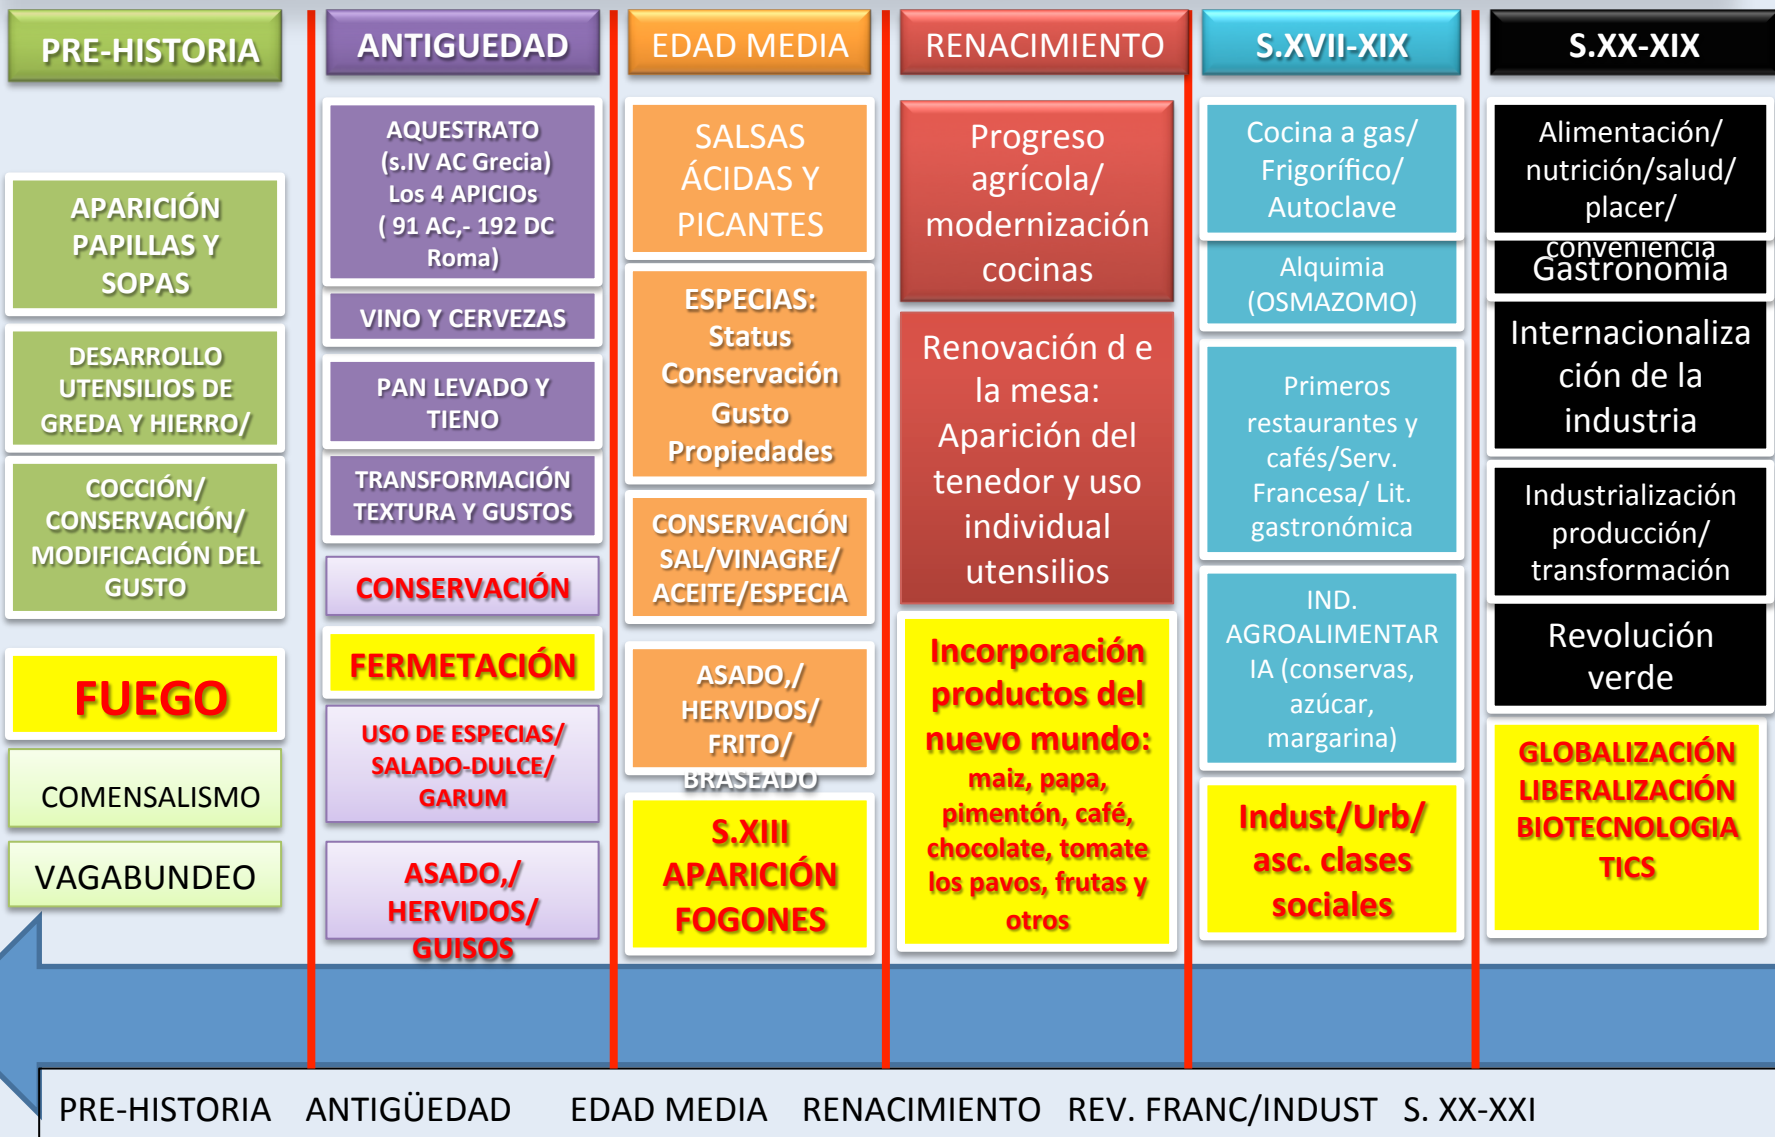 PRE-HISTORIA
APARICIÓN
PAPILLAS Y
SOPAS
DESARROLLO
UTENSILIOS DE
GREDA Y HIERRO/
COCCIÓN/
CONSERVACIÓN/
MODIFICACIÓN DEL
GUSTO
FUEGO
COMENSALISMO
VAGABUNDEO
ANTIGUEDAD
AQUESTRATO
(s.IV AC Grecia)
Los 4 APICIOs
( 91 AC,- 192 DC
Roma)
VINO Y CERVEZAS
PAN LEVADO Y
TIENO
TRANSFORMACIÓN
TEXTURA Y GUSTOS
CONSERVACIÓN
FERMETACIÓN
USO DE ESPECIAS/
SALADO-DULCE/
GARUM
ASADO,/
HERVIDOS/
GUISOS
EDAD MEDIA
SALSAS
ÁCIDAS Y
PICANTES
ESPECIAS:
Status
Conservación
Gusto
Propiedades
CONSERVACIÓN
SAL/VINAGRE/
ACEITE/ESPECIA
ASADO,/
HERVIDOS/
FRITO/
BRASEADO
S.XIII
APARICIÓN
FOGONES
RENACIMIENTO
Progreso
agrícola/
modernización
cocinas
Renovación d e
la mesa:
Aparición del
tenedor y uso
individual
utensilios
Incorporación
productos del
nuevo mundo:
maiz, papa,
pimentón, café,
chocolate, tomate
los pavos, frutas y
otros
S.XVII-XIX
Cocina a gas/
Frigorífico/
Autoclave
Alquimia
(OSMAZOMO)
Primeros
restaurantes y
cafés/Serv.
Francesa/ Lit.
gastronómica
IND.
AGROALIMENTAR
IA (conservas,
azúcar,
margarina)
Indust/Urb/
asc. clases
sociales
S.XX-XIX
Alimentación/
nutrición/salud/
placer/
conveniencia
Gastronomía
Internacionaliza
ción de la
industria
Industrialización
producción/
transformación
Revolución
verde
GLOBALIZACIÓN
LIBERALIZACIÓN
BIOTECNOLOGIA
TICS
PRE-HISTORIA ANTIGÜEDAD EDAD MEDIA RENACIMIENTO REV. FRANC/INDUST S. XX-XXI